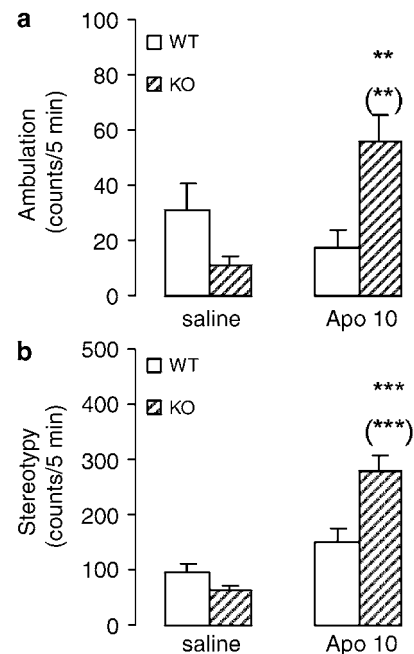 a
100
80
60
40
20
0
Ambulation
(counts/5 min)
WT
KO
**
(**)
saline
Apo 10
b
500
400
300
200
100
0
Stereotypy
(counts/5 min)
WT
KO
***
(***)
saline
Apo 10